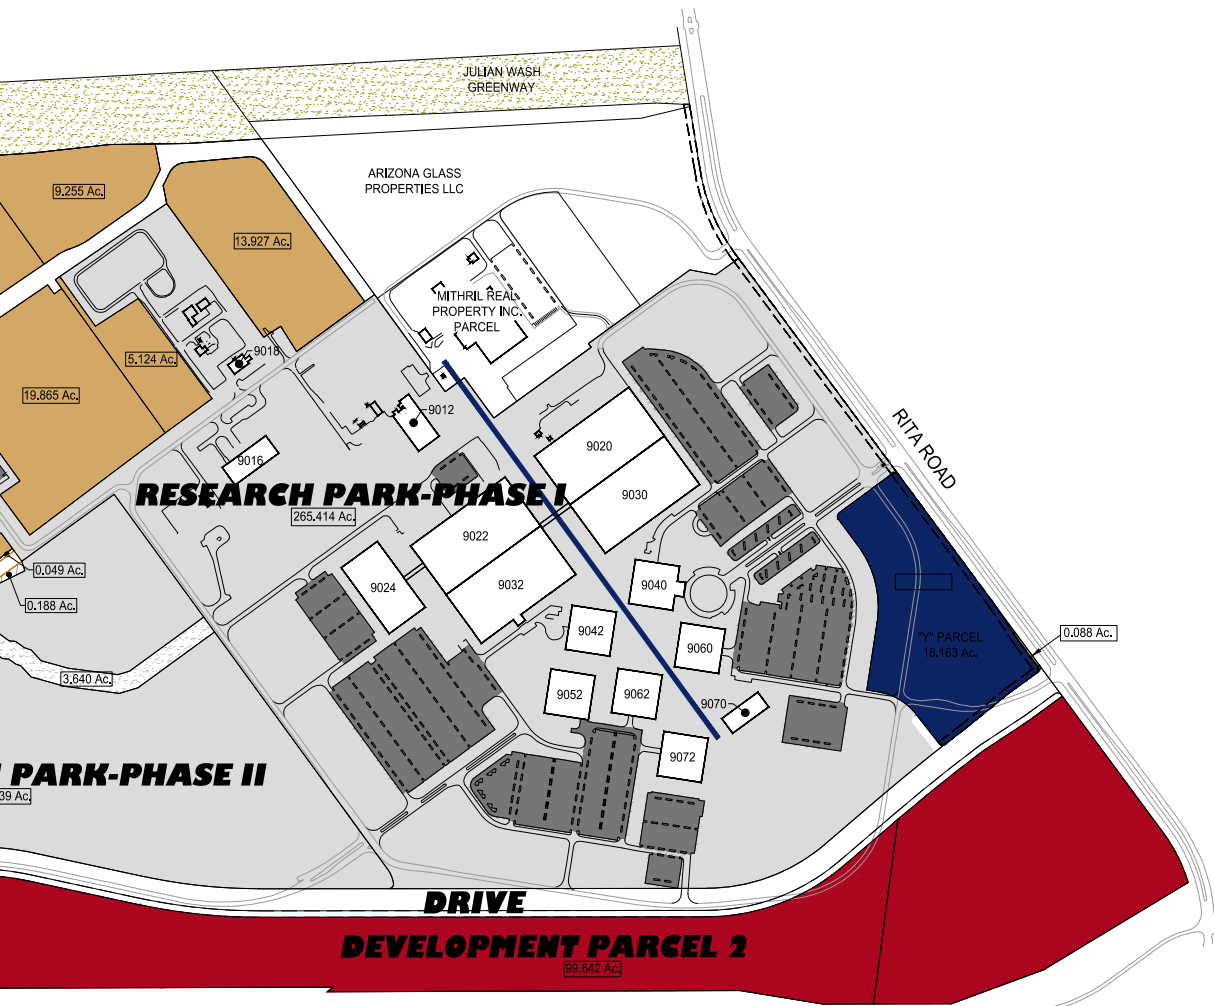 JULIAN WASH
GREENWAY
ARIZONA GLASS
PROPERTIES LLC
9.255 Ac.
13.927 Ac.
MITHRIL REAL
PROPERTY INC.
PARCEL
9018
5.124 Ac.
19.865 Ac.
9012
RITA ROAD
9020
9016
9030
RESEARCH PARK-PHASE I
265.414 Ac.
9022
0.049 Ac.
9024
9032
9040
0.188 Ac.
9042
"Y" PARCEL
18.163 Ac.
0.088 Ac.
9060
3.640 Ac.
9052
9062
9070
9072
PARK-PHASE II
39 Ac.
DRIVE
DEVELOPMENT PARCEL 2
99.642 Ac.